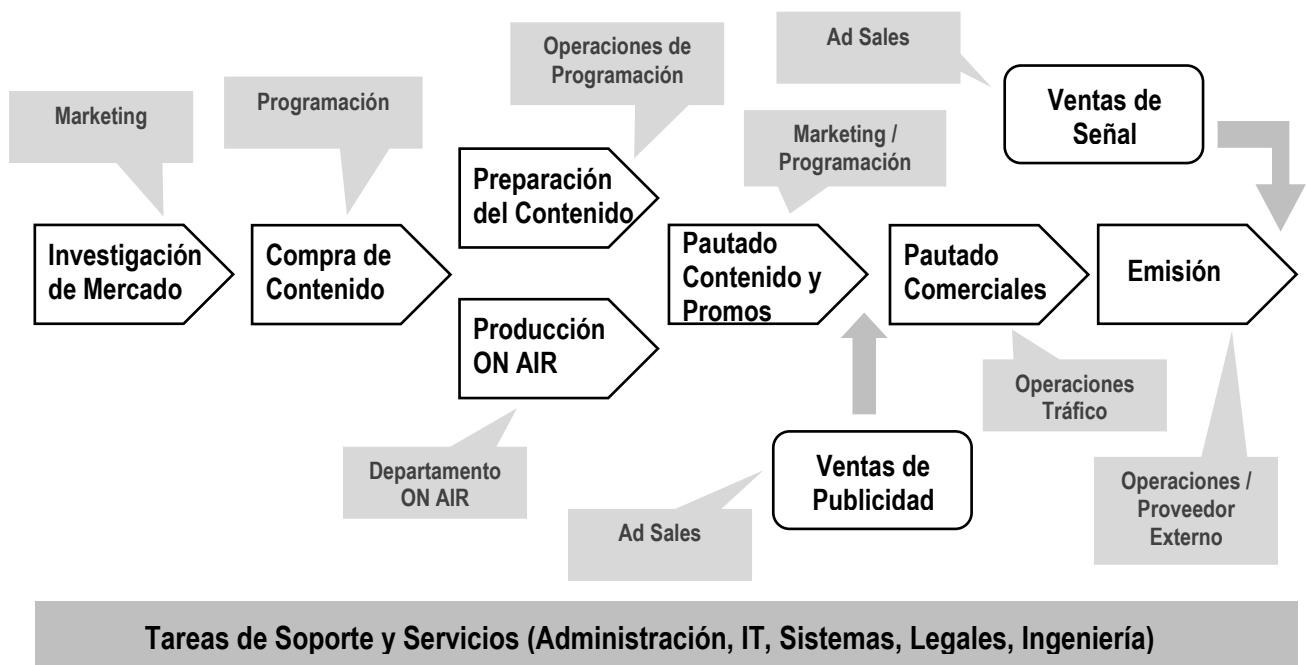 Operaciones de
Programación
Ad Sales
Marketing
Programación
Ventas de
Señal
Marketing /
Programación
Preparación
del Contenido
Investigación
de Mercado
Compra de
Contenido
Pautado
Contenido y
Promos
Pautado
Comerciales
Emisión
Producción
ON AIR
Operaciones
Tráfico
Departamento
ON AIR
Ventas de
Publicidad
Ad Sales
Operaciones /
Proveedor
Externo
Tareas de Soporte y Servicios (Administración, IT, Sistemas, Legales, Ingeniería)